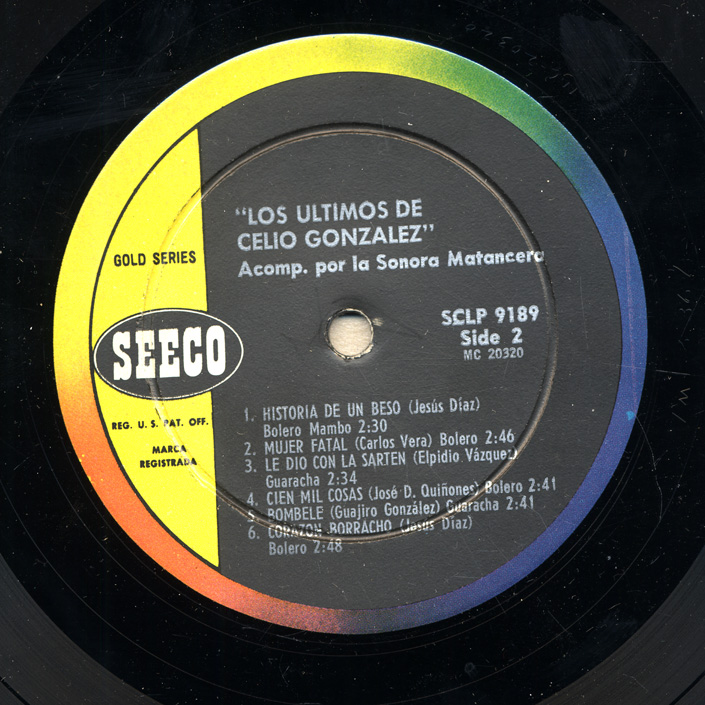 "LOS ULTIMOS DE
CELIO GONZALEZ"
Acomp. por la Sonora Matancera
GOLD SERIES
SEECO
REG. U. S. PAT. OFF.
MARCA
REGISTRADA
SCLP 9189
Side 2
MC 20320
1. HISTORIA DE UN BESO (Jesús Díaz)
Bolero Mambo 2:30
2. MUJER FATAL (Carlos Vera) Bolero 2:46
3. LE DIO CON LA SARTEN (Elpidio Vázquez)
Guaracha 2:34
4. CIEN MIL COSAS (José D. Quiñones) Bolero 2:41
5. BOMBELE (Guajiro González) Guaracha 2:41
6. CORAZON BORRACHO (Jesús Díaz)
Bolero 2:48